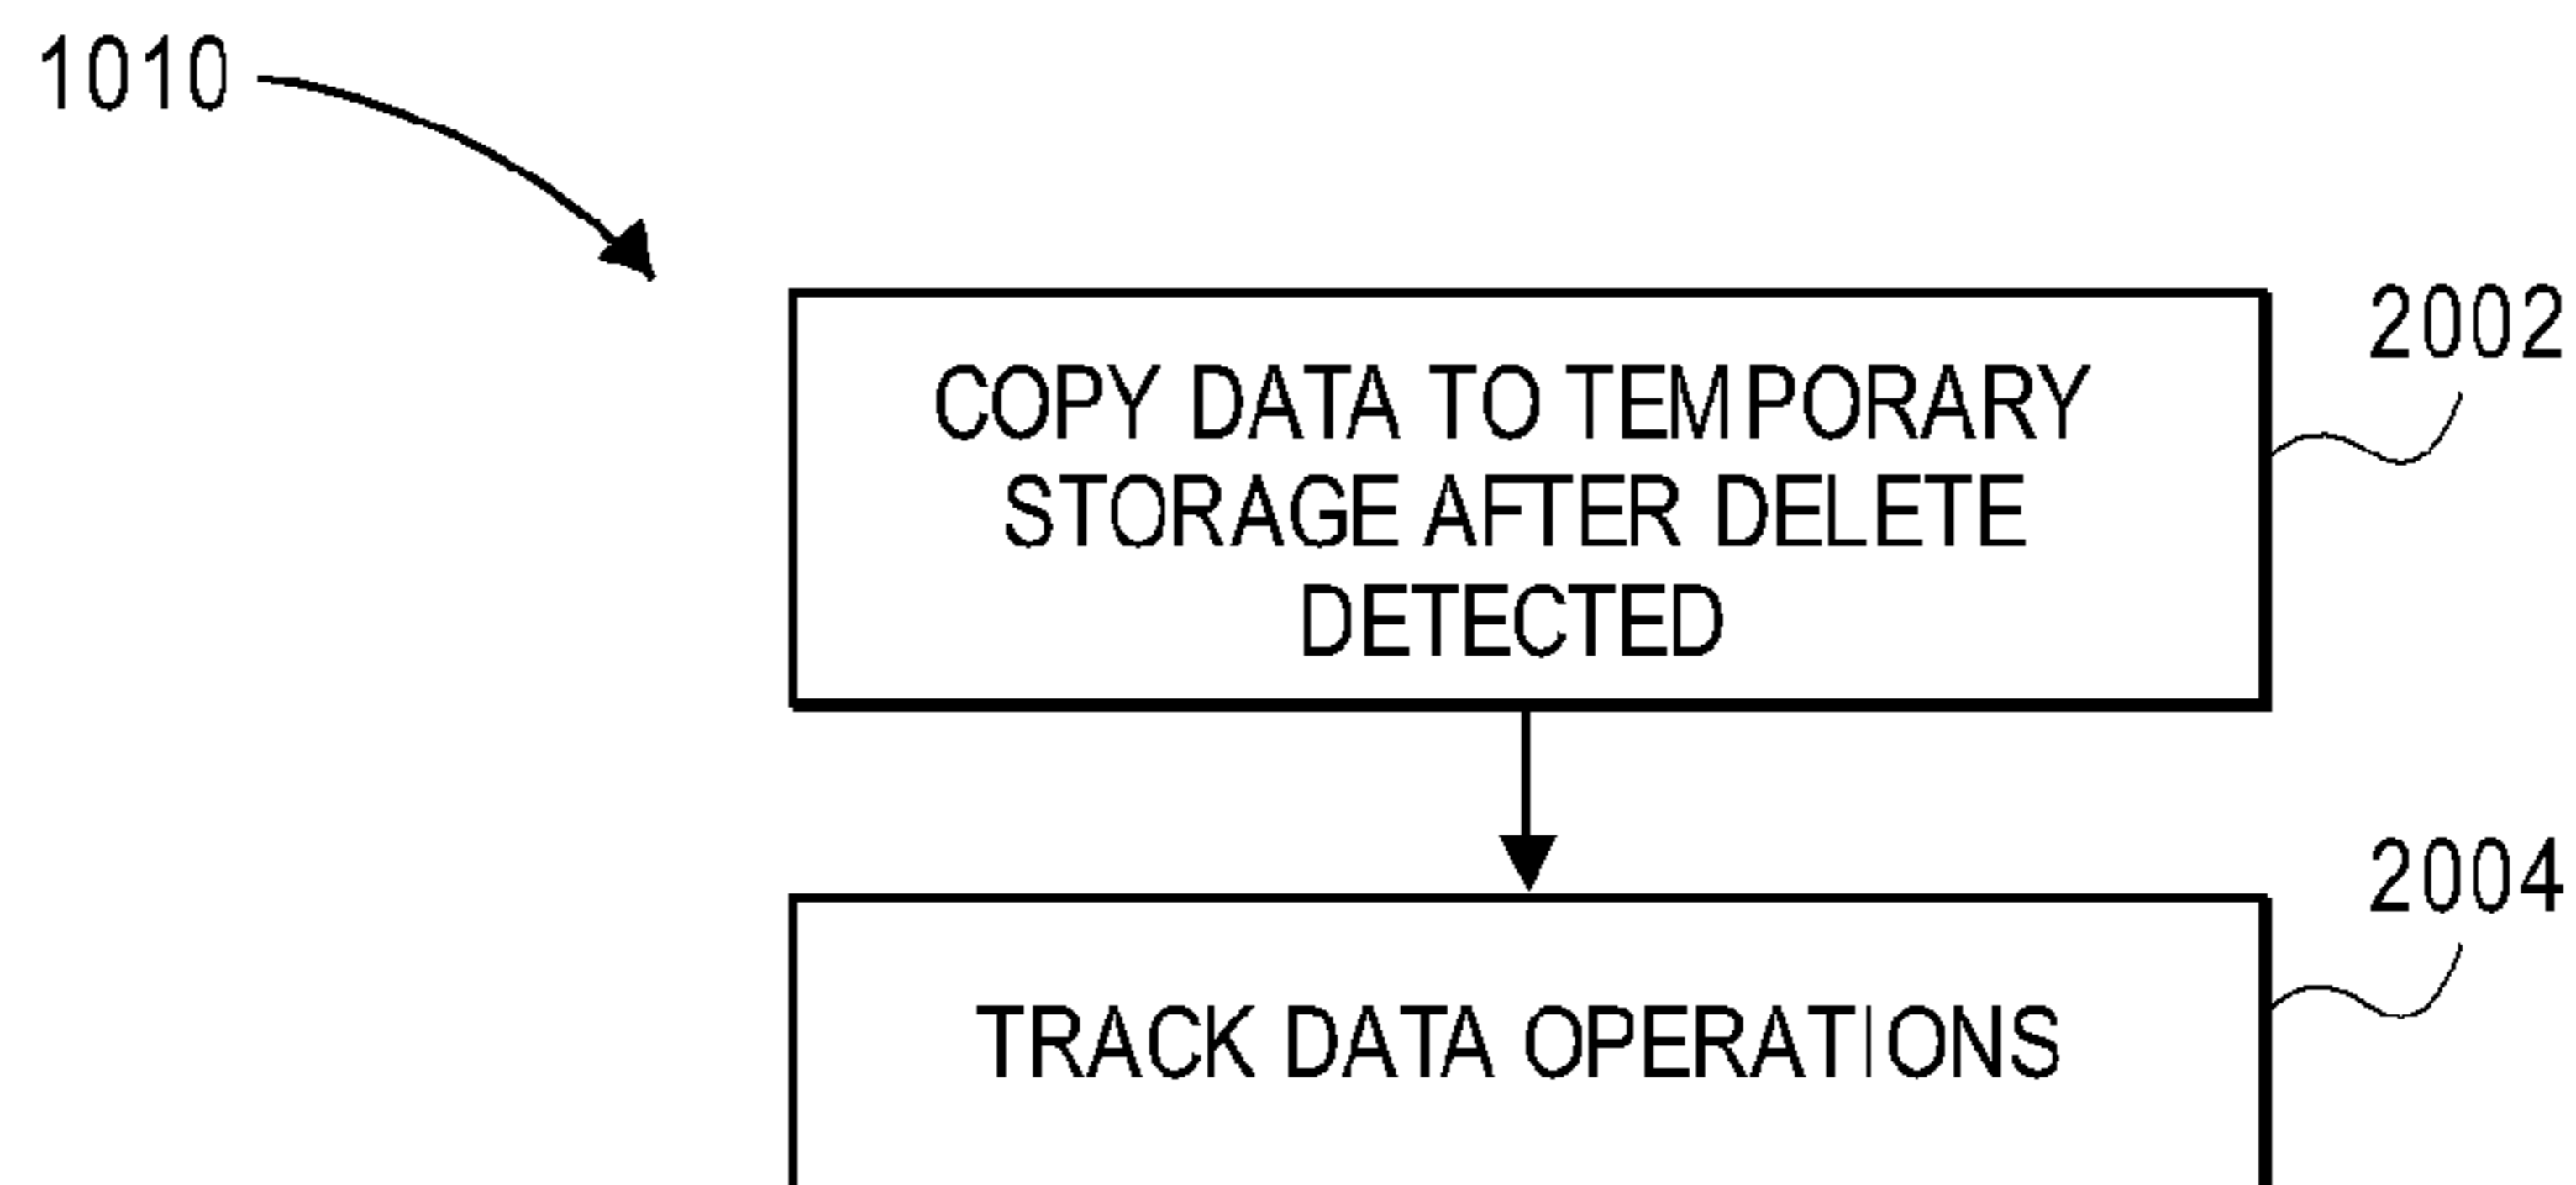 1010
2002
COPY DATA TO TEMPORARY
STORAGE AFTER DELETE
DETECTED
2004
TRACK DATA OPERATIONS